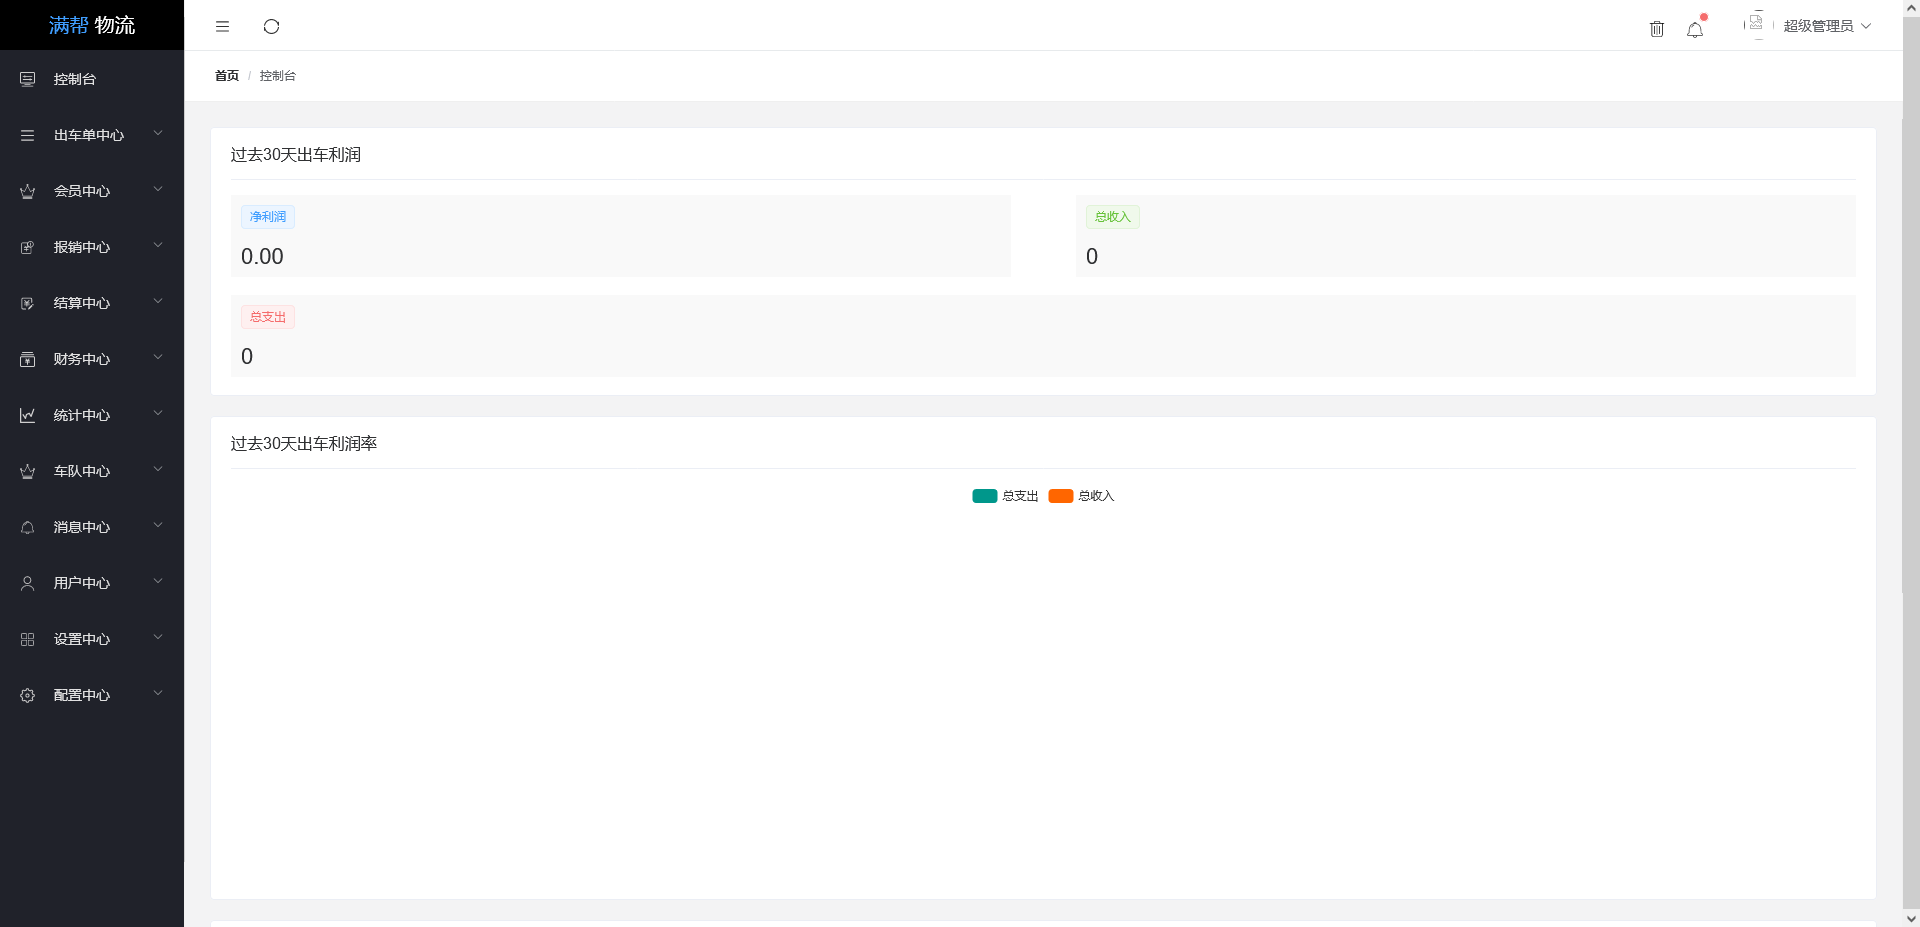 满帮 物流
超级管理员
首页 / 控制台
控制台
出车单中心
会员中心
报销中心
结算中心
财务中心
统计中心
车队中心
消息中心
用户中心
设置中心
配置中心
过去30天出车利润
净利润
0.00
总收入
0
总支出
0
过去30天出车利润率
总支出 总收入